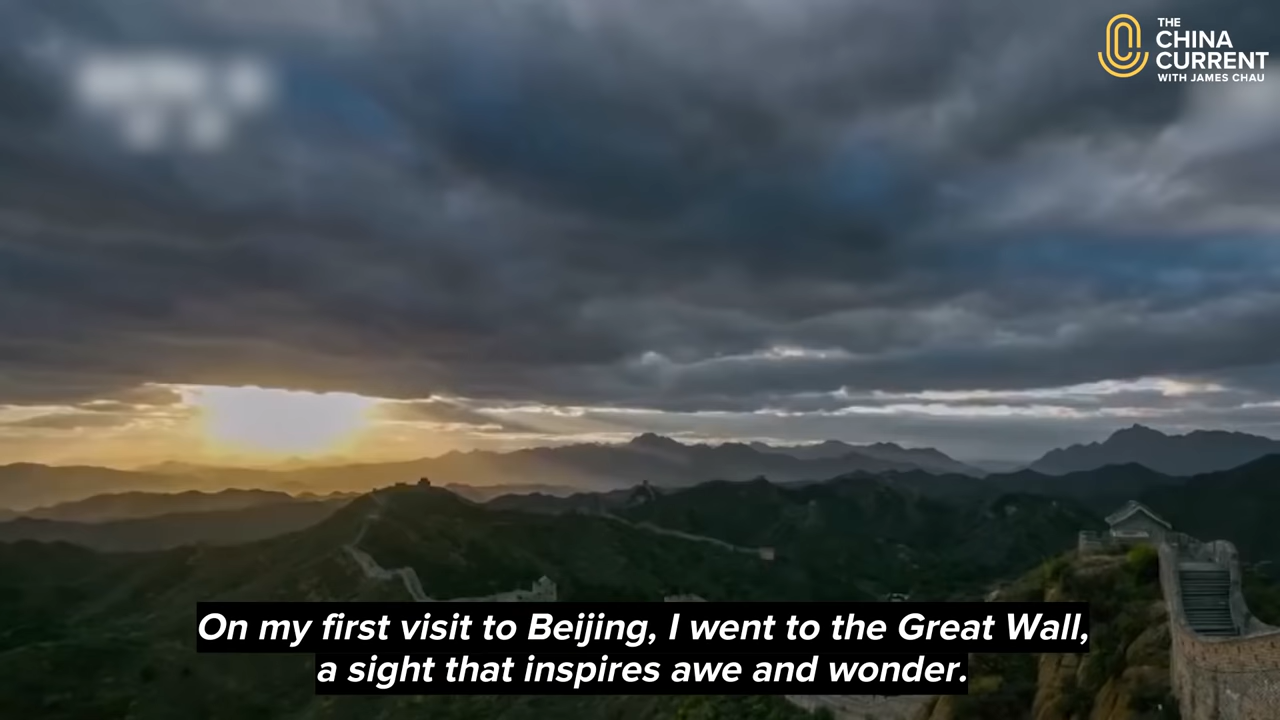 THE
CHINA
CURRENT
WITH JAMES CHAU
On my first visit to Beijing, I went to the Great Wall,
a sight that inspires awe and wonder.